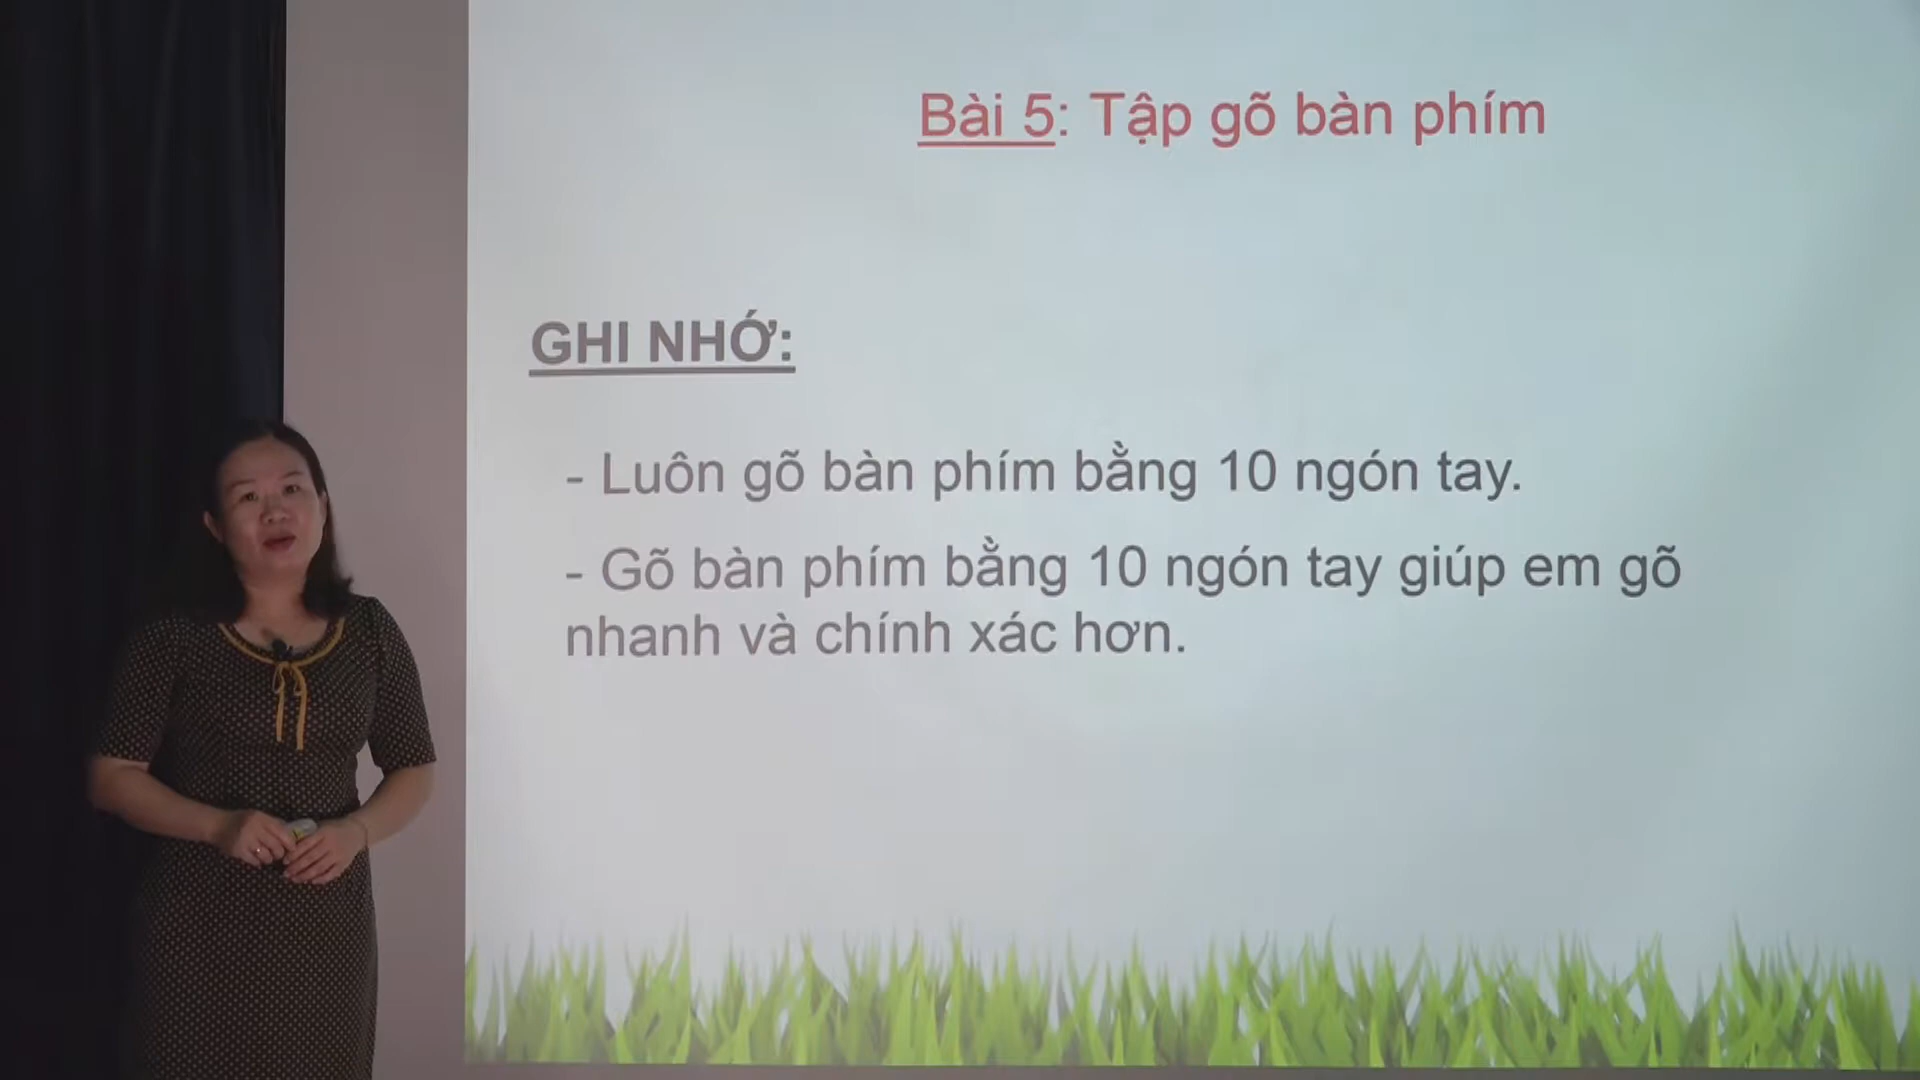 Bài 5: Tập gõ bàn phím
GHI NHỚ:
- Luôn gõ bàn phím bằng 10 ngón tay.
- Gõ bàn phím bằng 10 ngón tay giúp em gõ
nhanh và chính xác hơn.